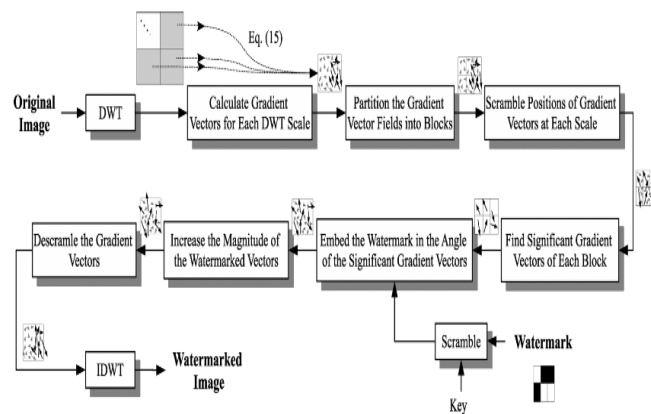 Eq. (15)
Original
Image
DWT
Calculate Gradient
Vectors for Each DWT Scale
Partition the Gradient
Vector Fields into Blocks
Scramble Positions of Gradient
Vectors at Each Scale
Descramle the Gradient
Vectors
Increase the Magnitude of
the Watermarked Vectors
Embed the Watermark in the Angle
of the Significant Gradient Vectors
Find Significant Gradient
Vectors of Each Block
Scramble
Watermark
IDWT
Watermarked
Image
Key